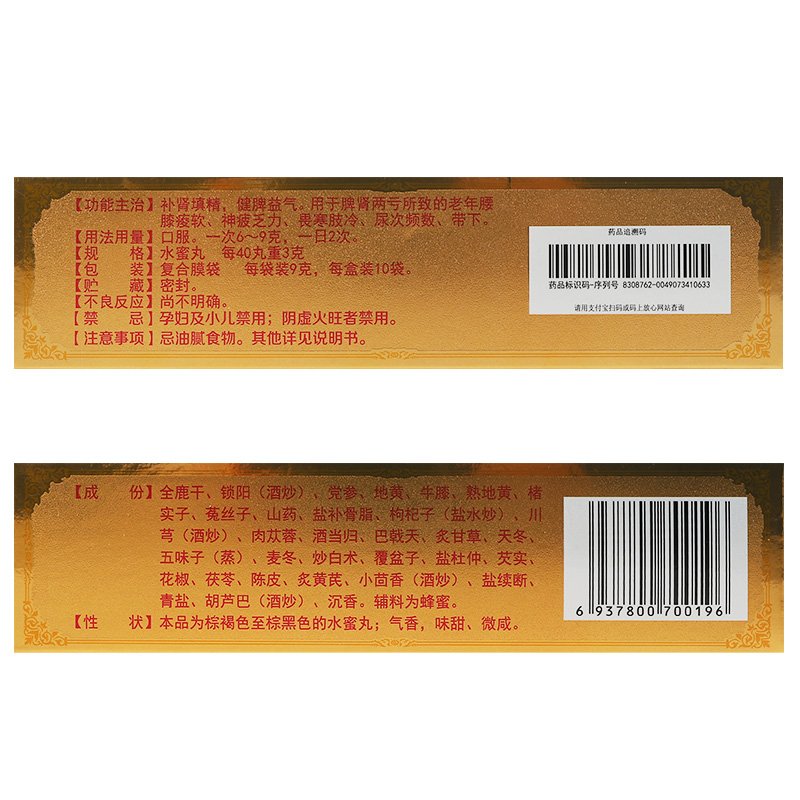 【功能主治】补肾填精，健脾益气。用于脾肾两亏所致的老年腰
膝痠软、神疲乏力、畏寒肢冷、尿次频数、带下。
【用法用量】口服。一次6～9克，一日2次。
【规　　格】水蜜丸　每40丸重3克
【包　　装】复合膜袋　每袋装9克，每盒装10袋。
【贮　　藏】密封。
【不良反应】尚不明确。
【禁　　忌】孕妇及小儿禁用；阴虚火旺者禁用。
【注意事项】忌油腻食物。其他详见说明书。
药品追溯码
药品标识码-序列号 8308762-0049073410633
请用支付宝扫码或码上放心网站查询
【成　　份】全鹿干、锁阳（酒炒）、党参、地黄、牛膝、熟地黄、楮
实子、菟丝子、山药、盐补骨脂、枸杞子（盐水炒）、川
芎（酒炒）、肉苁蓉、酒当归、巴戟天、炙甘草、天冬、
五味子（蒸）、麦冬、炒白术、覆盆子、盐杜仲、芡实、
花椒、茯苓、陈皮、炙黄芪、小茴香（酒炒）、盐续断、
青盐、胡芦巴（酒炒）、沉香。辅料为蜂蜜。
【性　　状】本品为棕褐色至棕黑色的水蜜丸；气香，味甜、微咸。
6 937800 700196